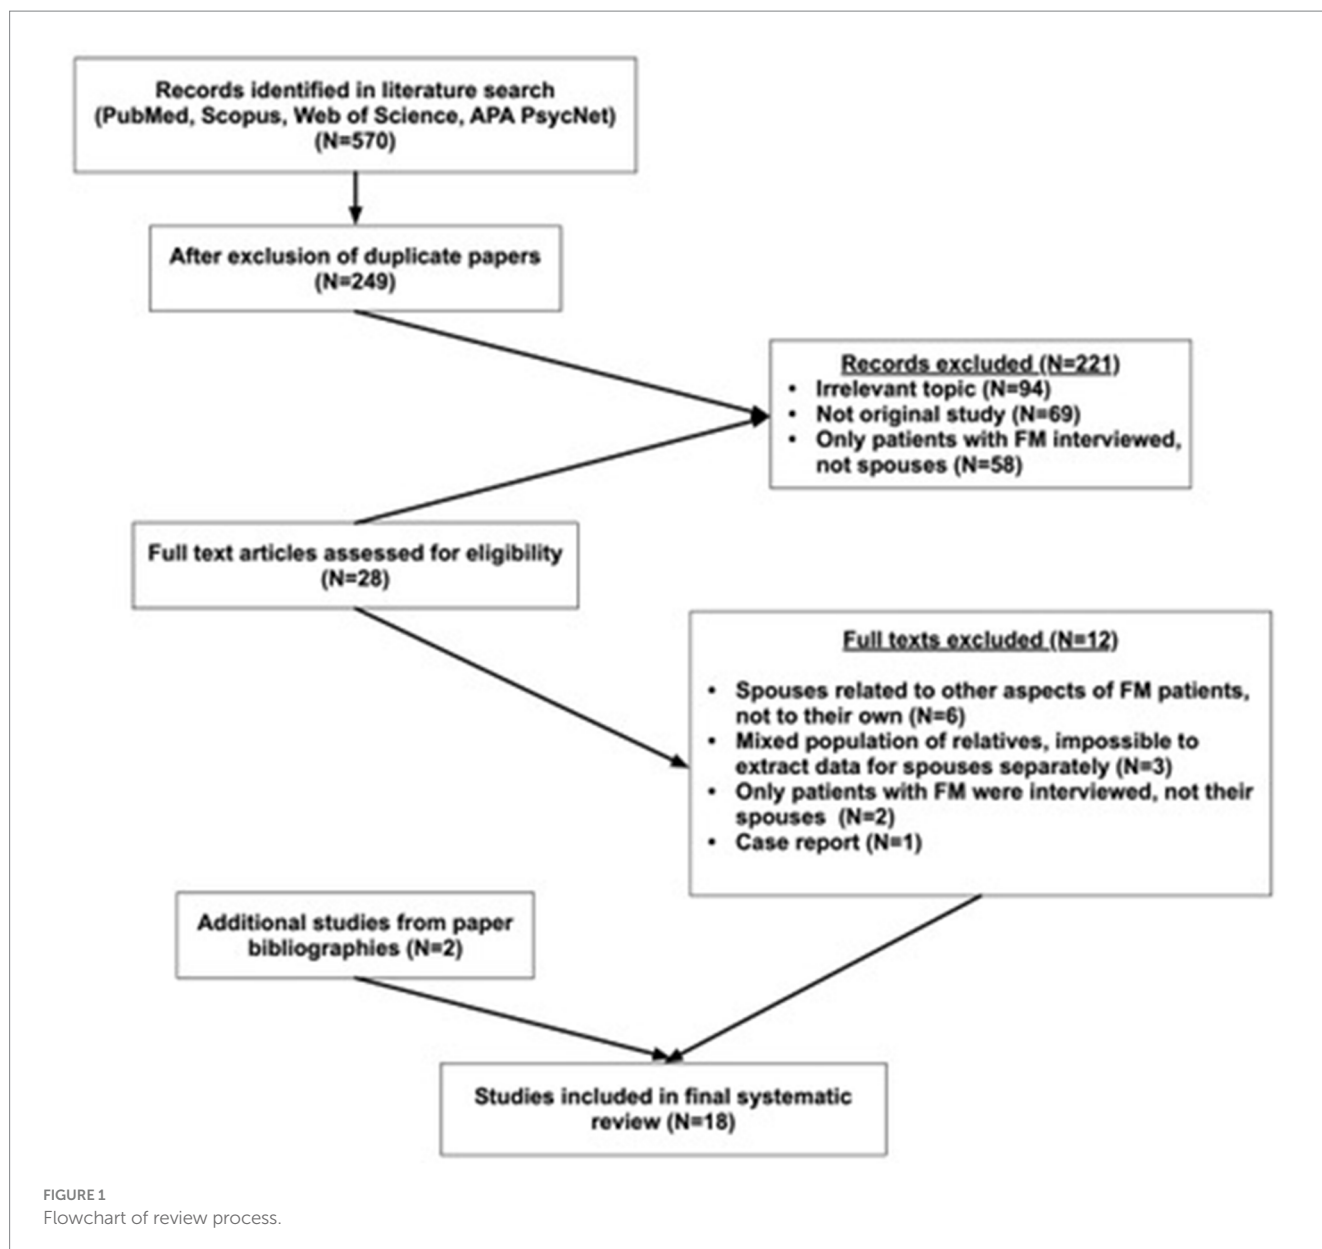 Records identified in literature search
(PubMed, Scopus, Web of Science, APA PsycNet)
(N=570)
After exclusion of duplicate papers
(N=249)
Records excluded (N=221)
• Irrelevant topic (N=94)
• Not original study (N=69)
• Only patients with FM interviewed,
not spouses (N=58)
Full text articles assessed for eligibility
(N=28)
Full texts excluded (N=12)
• Spouses related to other aspects of FM patients,
not to their own (N=6)
• Mixed population of relatives, impossible to
extract data for spouses separately (N=3)
• Only patients with FM were interviewed, not their
spouses (N=2)
• Case report (N=1)
Additional studies from paper
bibliographies (N=2)
Studies included in final systematic
review (N=18)
FIGURE 1
Flowchart of review process.